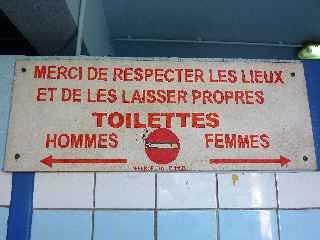 MERCI DE RESPECTER LES LIEUX
ET DE LES LAISSER PROPRES
TOILETTES
HOMMES FEMMES